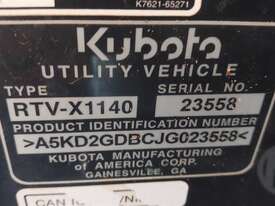 K7621-65271
Kubota
UTILITY VEHICLE
TYPE SERIAL NO.
RTV-X1140 23558
PRODUCT IDENTIFICATION NUMBER
>A5KD2GDBCJG023558<
KUBOTA MANUFACTURING
of AMERICA CORP.
GAINESVILLE, GA